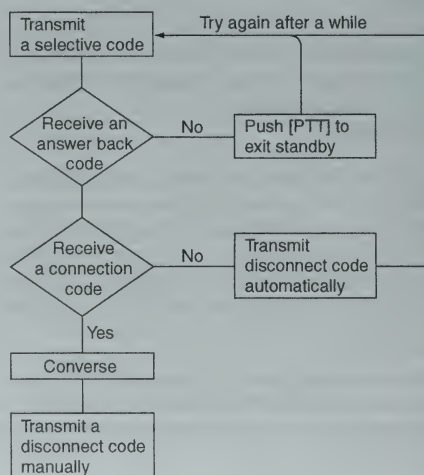 Transmit
a selective code
Try again after a while
Receive an
answer back
code
No
Push [PTT] to
exit standby
Receive
a connection
code
No
Transmit
disconnect code
automatically
Yes
Converse
Transmit a
disconnect code
manually